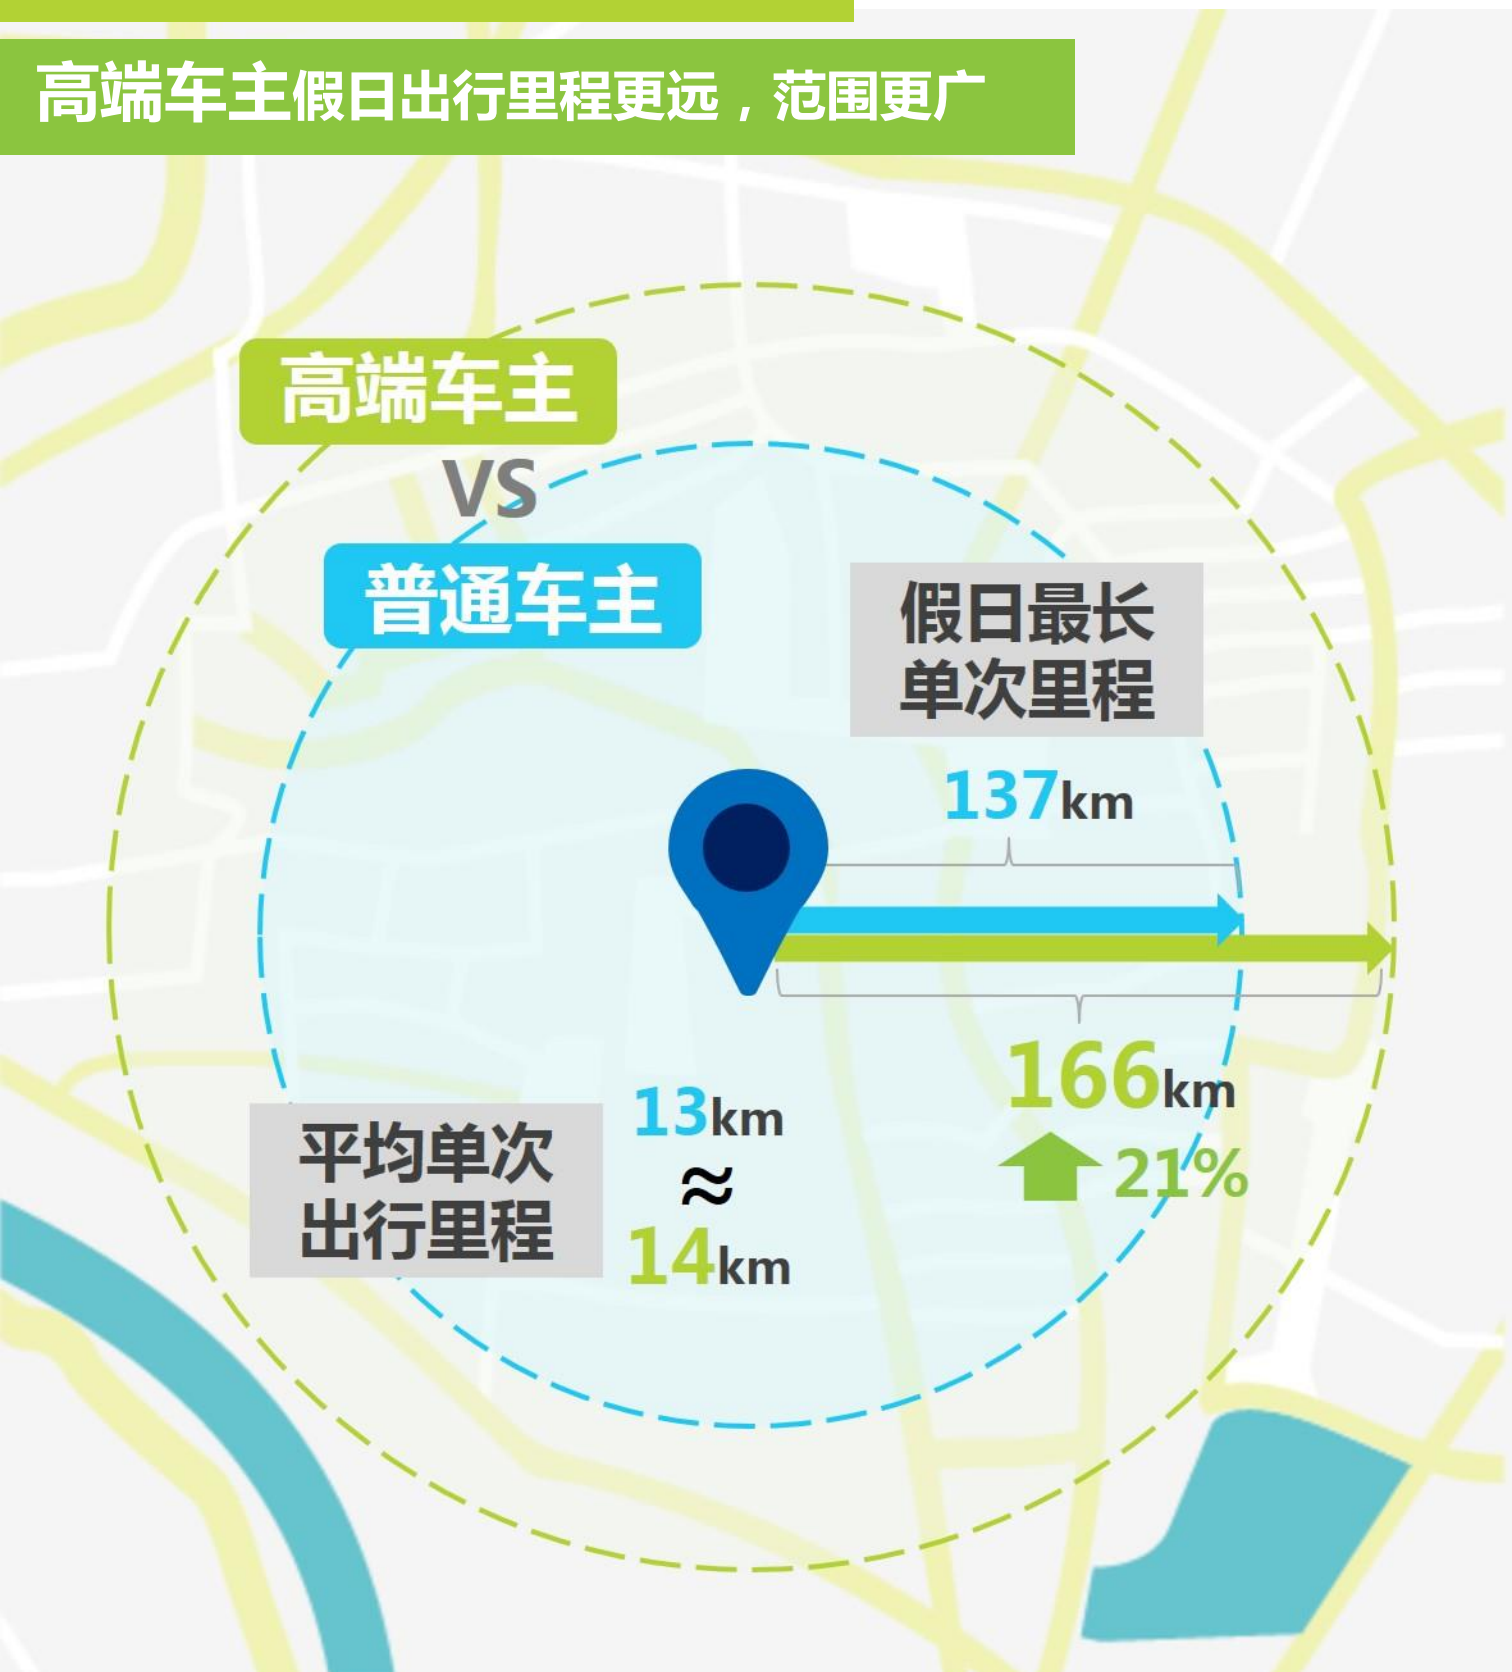 高端车主假日出行里程更远，范围更广
高端车主
VS
普通车主
假日最长
单次里程
137km
166km
21%
平均单次
出行里程
13km
≈
14km